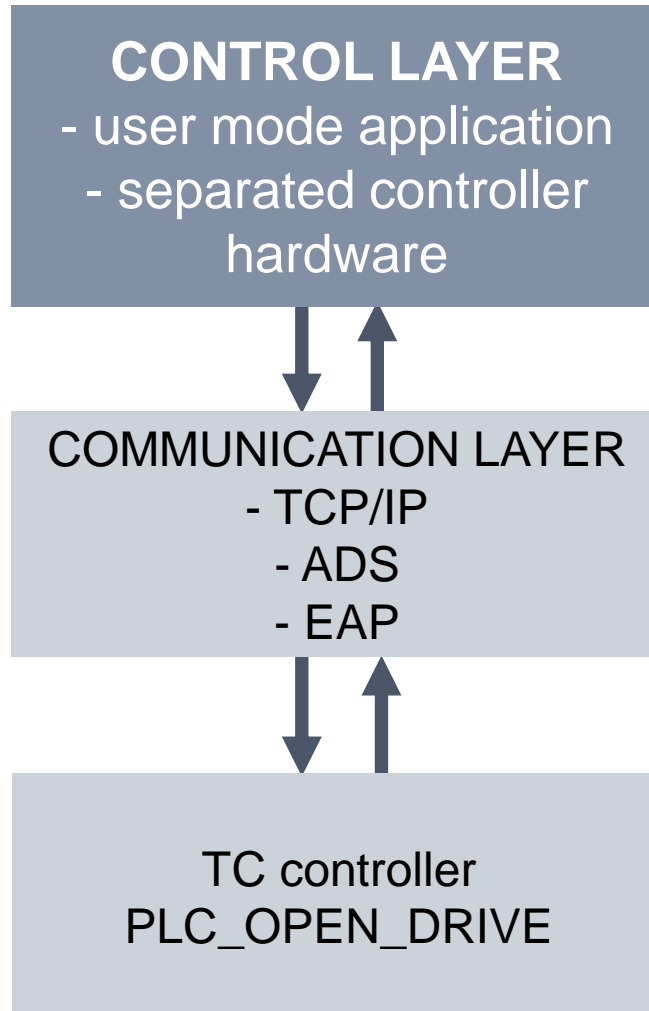 CONTROL LAYER
- user mode application
- separated controller
hardware
COMMUNICATION LAYER
- TCP/IP
- ADS
- EAP
TC controller
PLC_OPEN_DRIVE